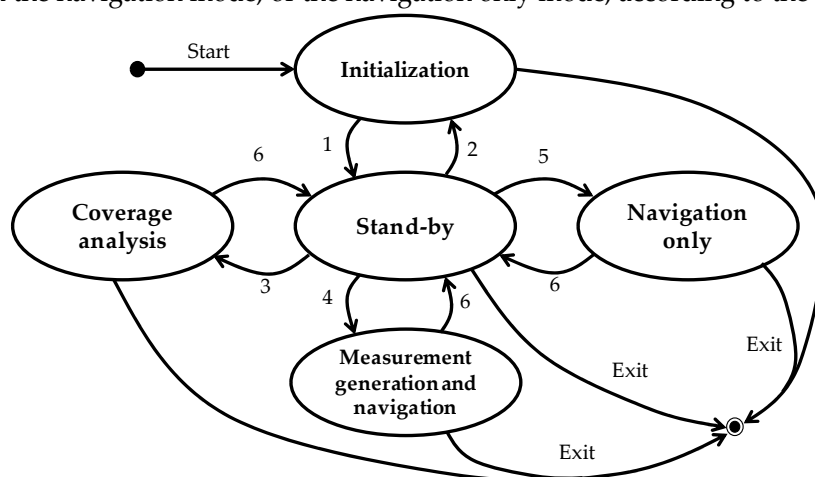 the navigation mode, or the navigation only mode, according to the
Start
Initialization
1
2
6
5
Coverage
analysis
Stand-by
Navigation
only
3
6
4
6
Measurement
generation and
navigation
Exit
Exit
Exit